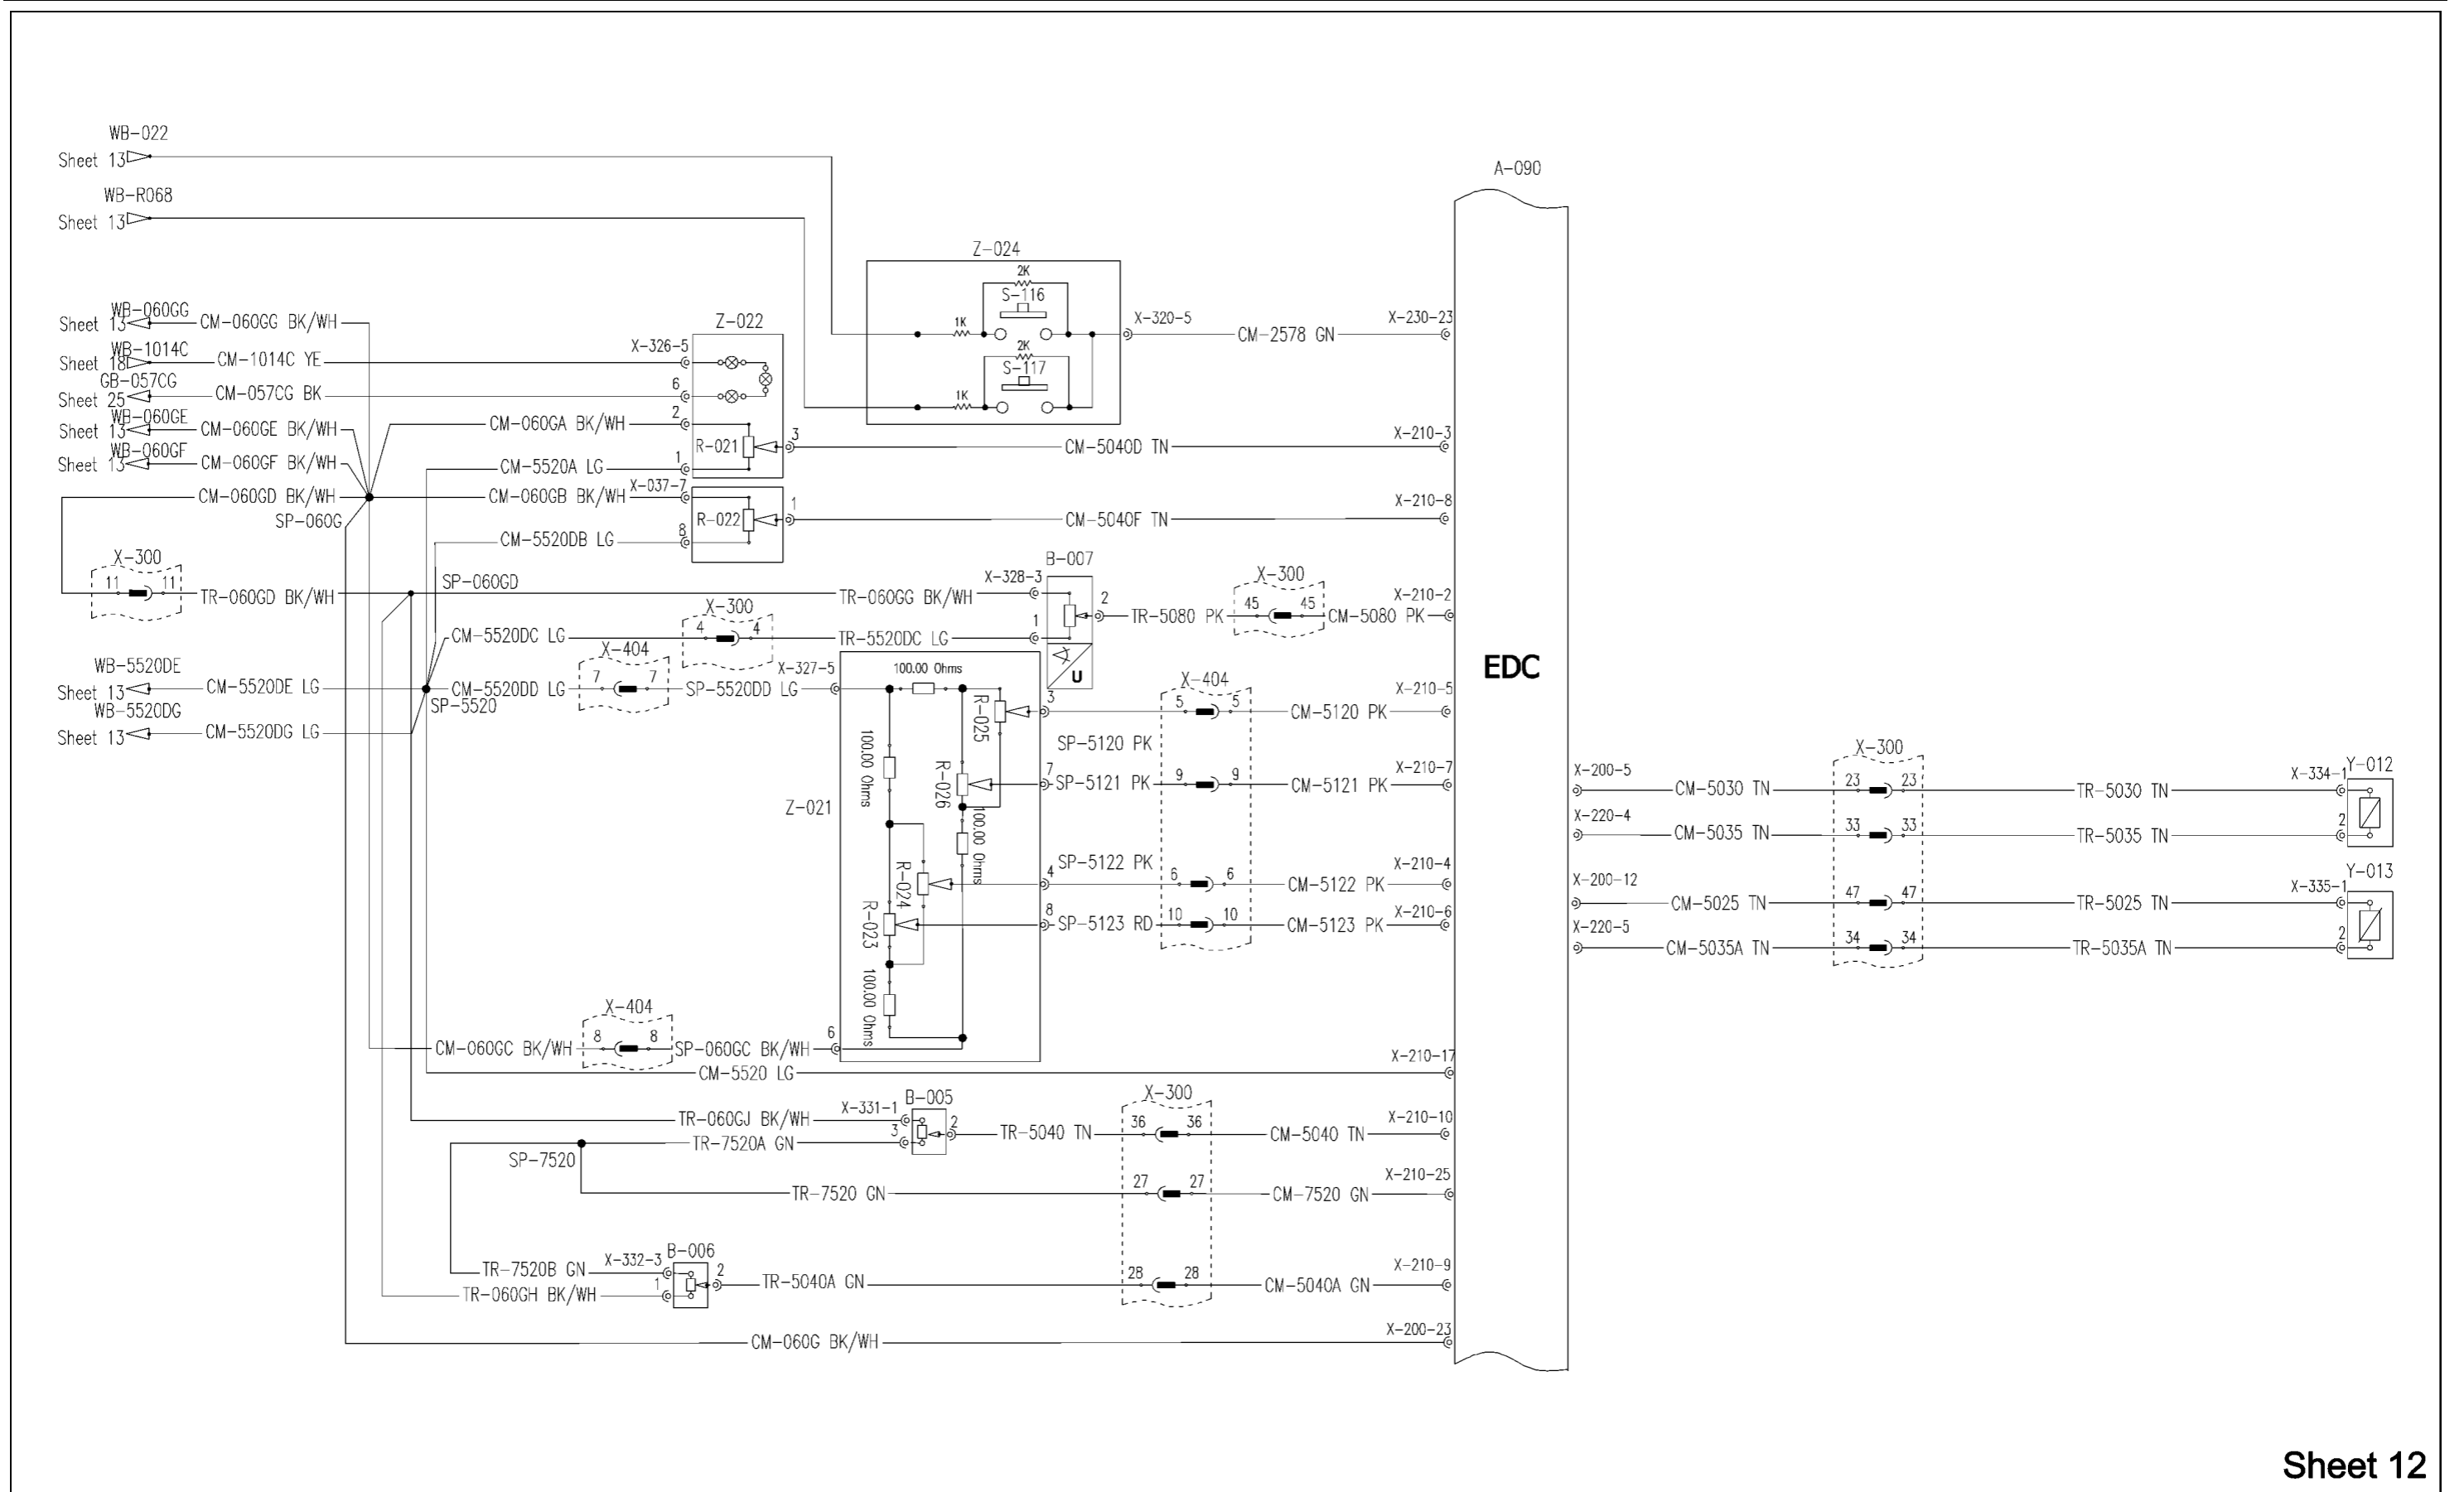 WB-022
Sheet 13
A-090
WB-R068
Sheet 13
Z-024
2K
S-116
WB-060GG
Sheet 13
CM-060GG BK/WH
Z-022
1K
X-320-5
CM-2578 GN
X-230-23
WB-1014C
Sheet 18
CM-1014C YE
X-326-5
2K
S-117
GB-057CG
Sheet 25
CM-057CG BK
6
1K
WB-060GE
Sheet 13
CM-060GE BK/WH
CM-060GA BK/WH
2
R-021
3
CM-5040D TN
X-210-3
WB-060GF
Sheet 13
CM-060GF BK/WH
CM-5520A LG
1
CM-060GD BK/WH
CM-060GB BK/WH
X-037-7
SP-060G
R-022
1
CM-5040F TN
X-210-8
CM-5520DB LG
8
X-300
11
11
TR-060GD BK/WH
SP-060GD
TR-060GG BK/WH
X-328-3
B-007
2
TR-5080 PK
X-300
45
45
CM-5080 PK
X-210-2
CM-5520DC LG
X-300
4
4
TR-5520DC LG
1
U
WB-5520DE
Sheet 13
CM-5520DE LG
CM-5520DD LG
X-404
7
7
SP-5520DD LG
X-327-5
100.00 Ohms
EDC
SP-5520
WB-5520DG
Sheet 13
CM-5520DG LG
R-025
3
X-404
5
5
CM-5120 PK
X-210-5
SP-5120 PK
100.00 Ohms
R-026
7
SP-5121 PK
9
9
CM-5121 PK
X-210-7
Z-021
100.00 Ohms
SP-5122 PK
R-024
4
6
6
CM-5122 PK
X-210-4
R-023
8
SP-5123 RD
10
10
CM-5123 PK
X-210-6
100.00 Ohms
X-200-5
CM-5030 TN
X-300
23
23
TR-5030 TN
X-334-1
Y-012
X-220-4
CM-5035 TN
33
33
TR-5035 TN
2
X-200-12
CM-5025 TN
47
47
TR-5025 TN
X-335-1
Y-013
X-220-5
CM-5035A TN
34
34
TR-5035A TN
2
CM-060GC BK/WH
X-404
8
8
SP-060GC BK/WH
6
CM-5520 LG
X-210-17
TR-060GJ BK/WH
X-331-1
B-005
2
TR-5040 TN
X-300
36
36
CM-5040 TN
X-210-10
TR-7520A GN
3
SP-7520
TR-7520 GN
27
27
CM-7520 GN
X-210-25
TR-7520B GN
X-332-3
B-006
2
TR-5040A GN
28
28
CM-5040A GN
X-210-9
TR-060GH BK/WH
1
CM-060G BK/WH
X-200-23
Sheet 12